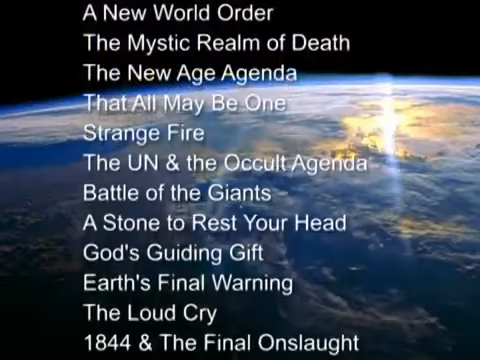 A New World Order
The Mystic Realm of Death
The New Age Agenda
That All May Be One
Strange Fire
The UN & the Occult Agenda
Battle of the Giants
A Stone to Rest Your Head
God's Guiding Gift
Earth's Final Warning
The Loud Cry
1844 & The Final Onslaught